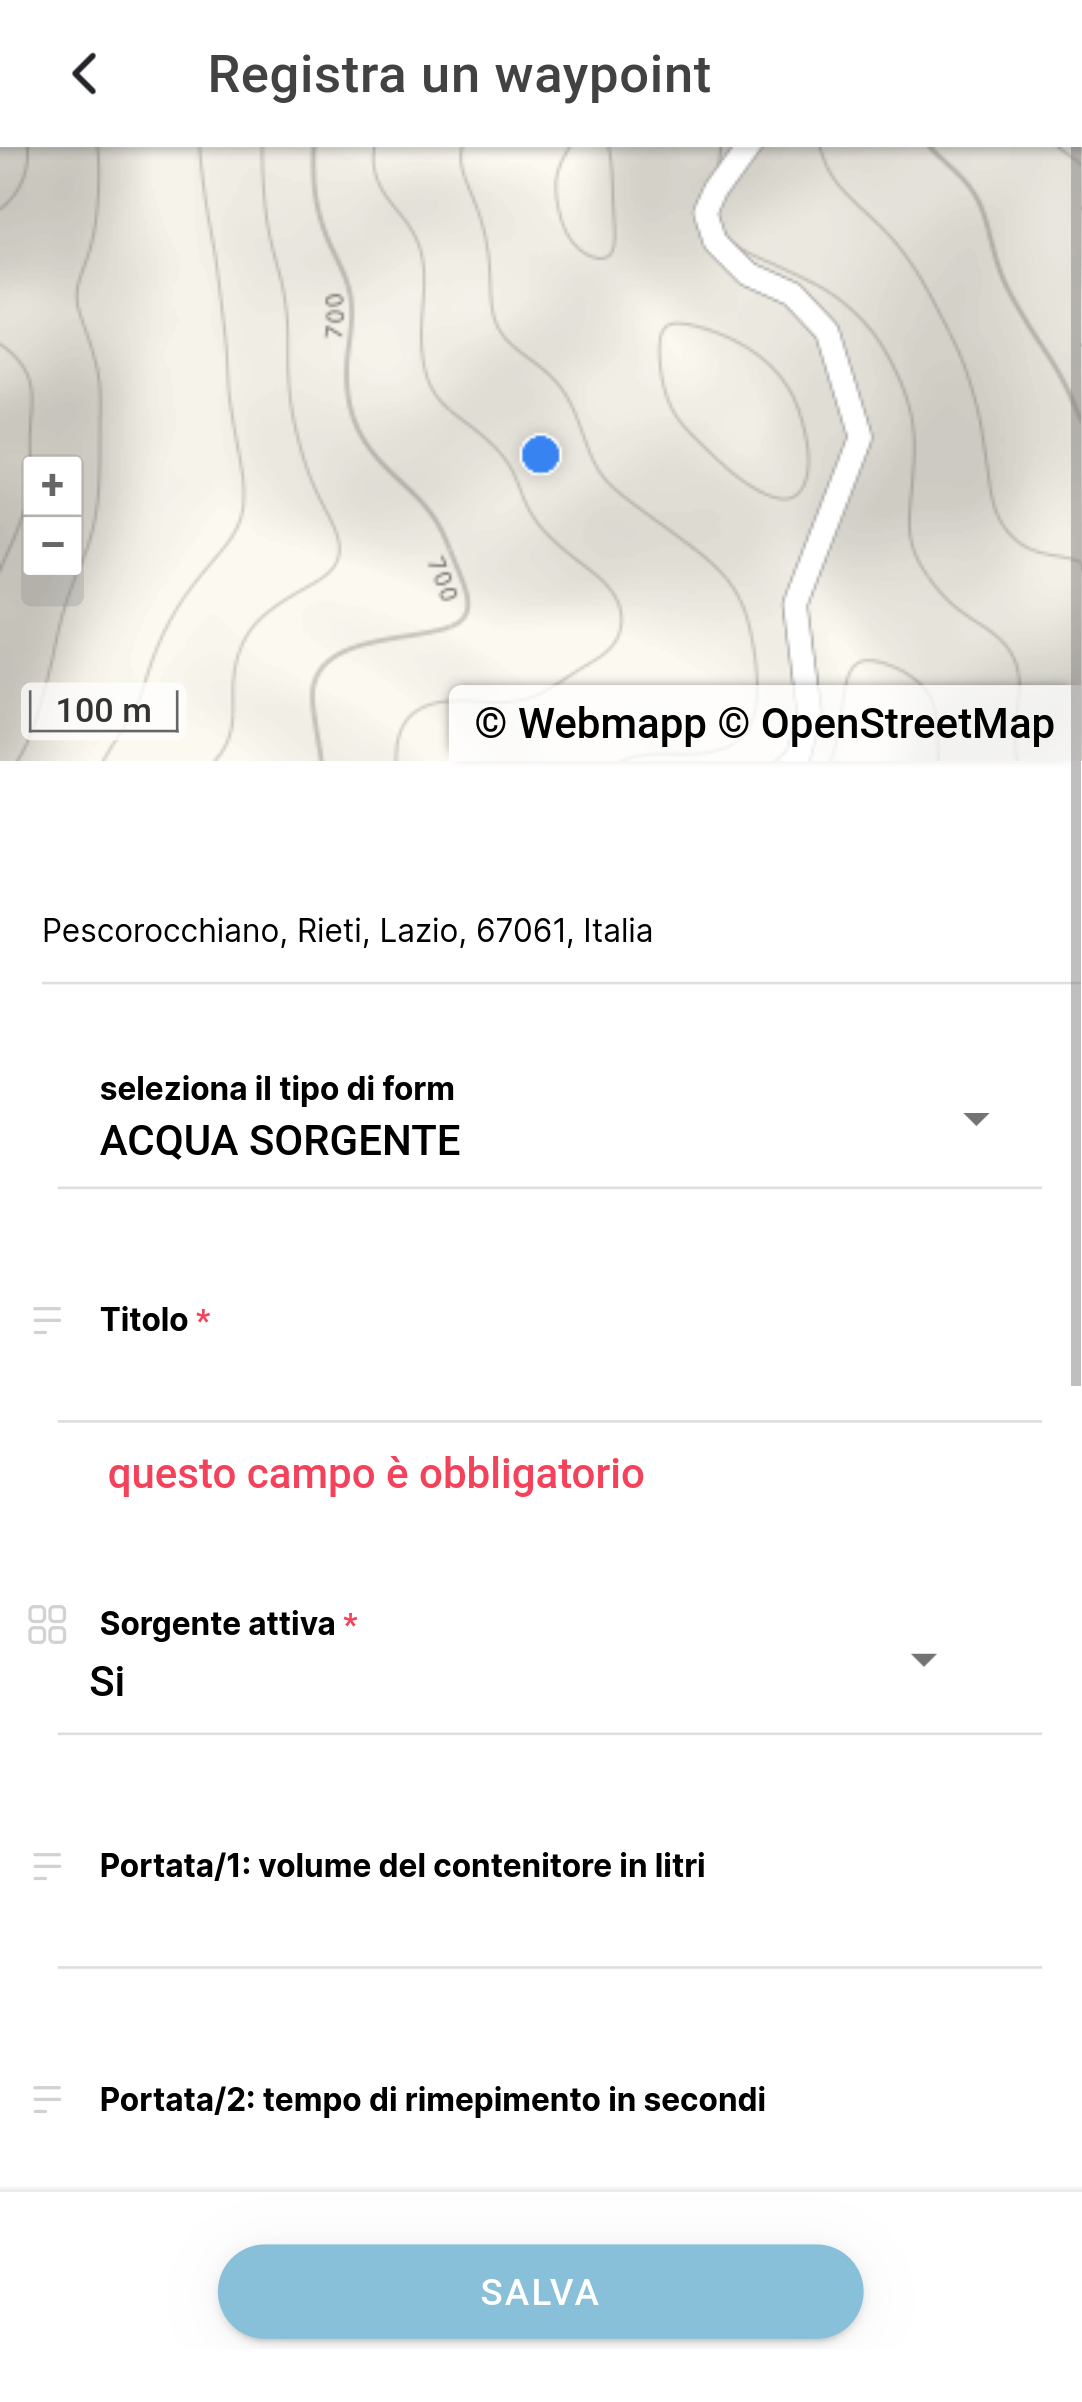 Registra un waypoint
700
+
−
700
100 m
© Webmapp © OpenStreetMap
Pescorocchiano, Rieti, Lazio, 67061, Italia
seleziona il tipo di form
ACQUA SORGENTE
Titolo *
questo campo è obbligatorio
Sorgente attiva *
Si
Portata/1: volume del contenitore in litri
Portata/2: tempo di rimepimento in secondi
SALVA